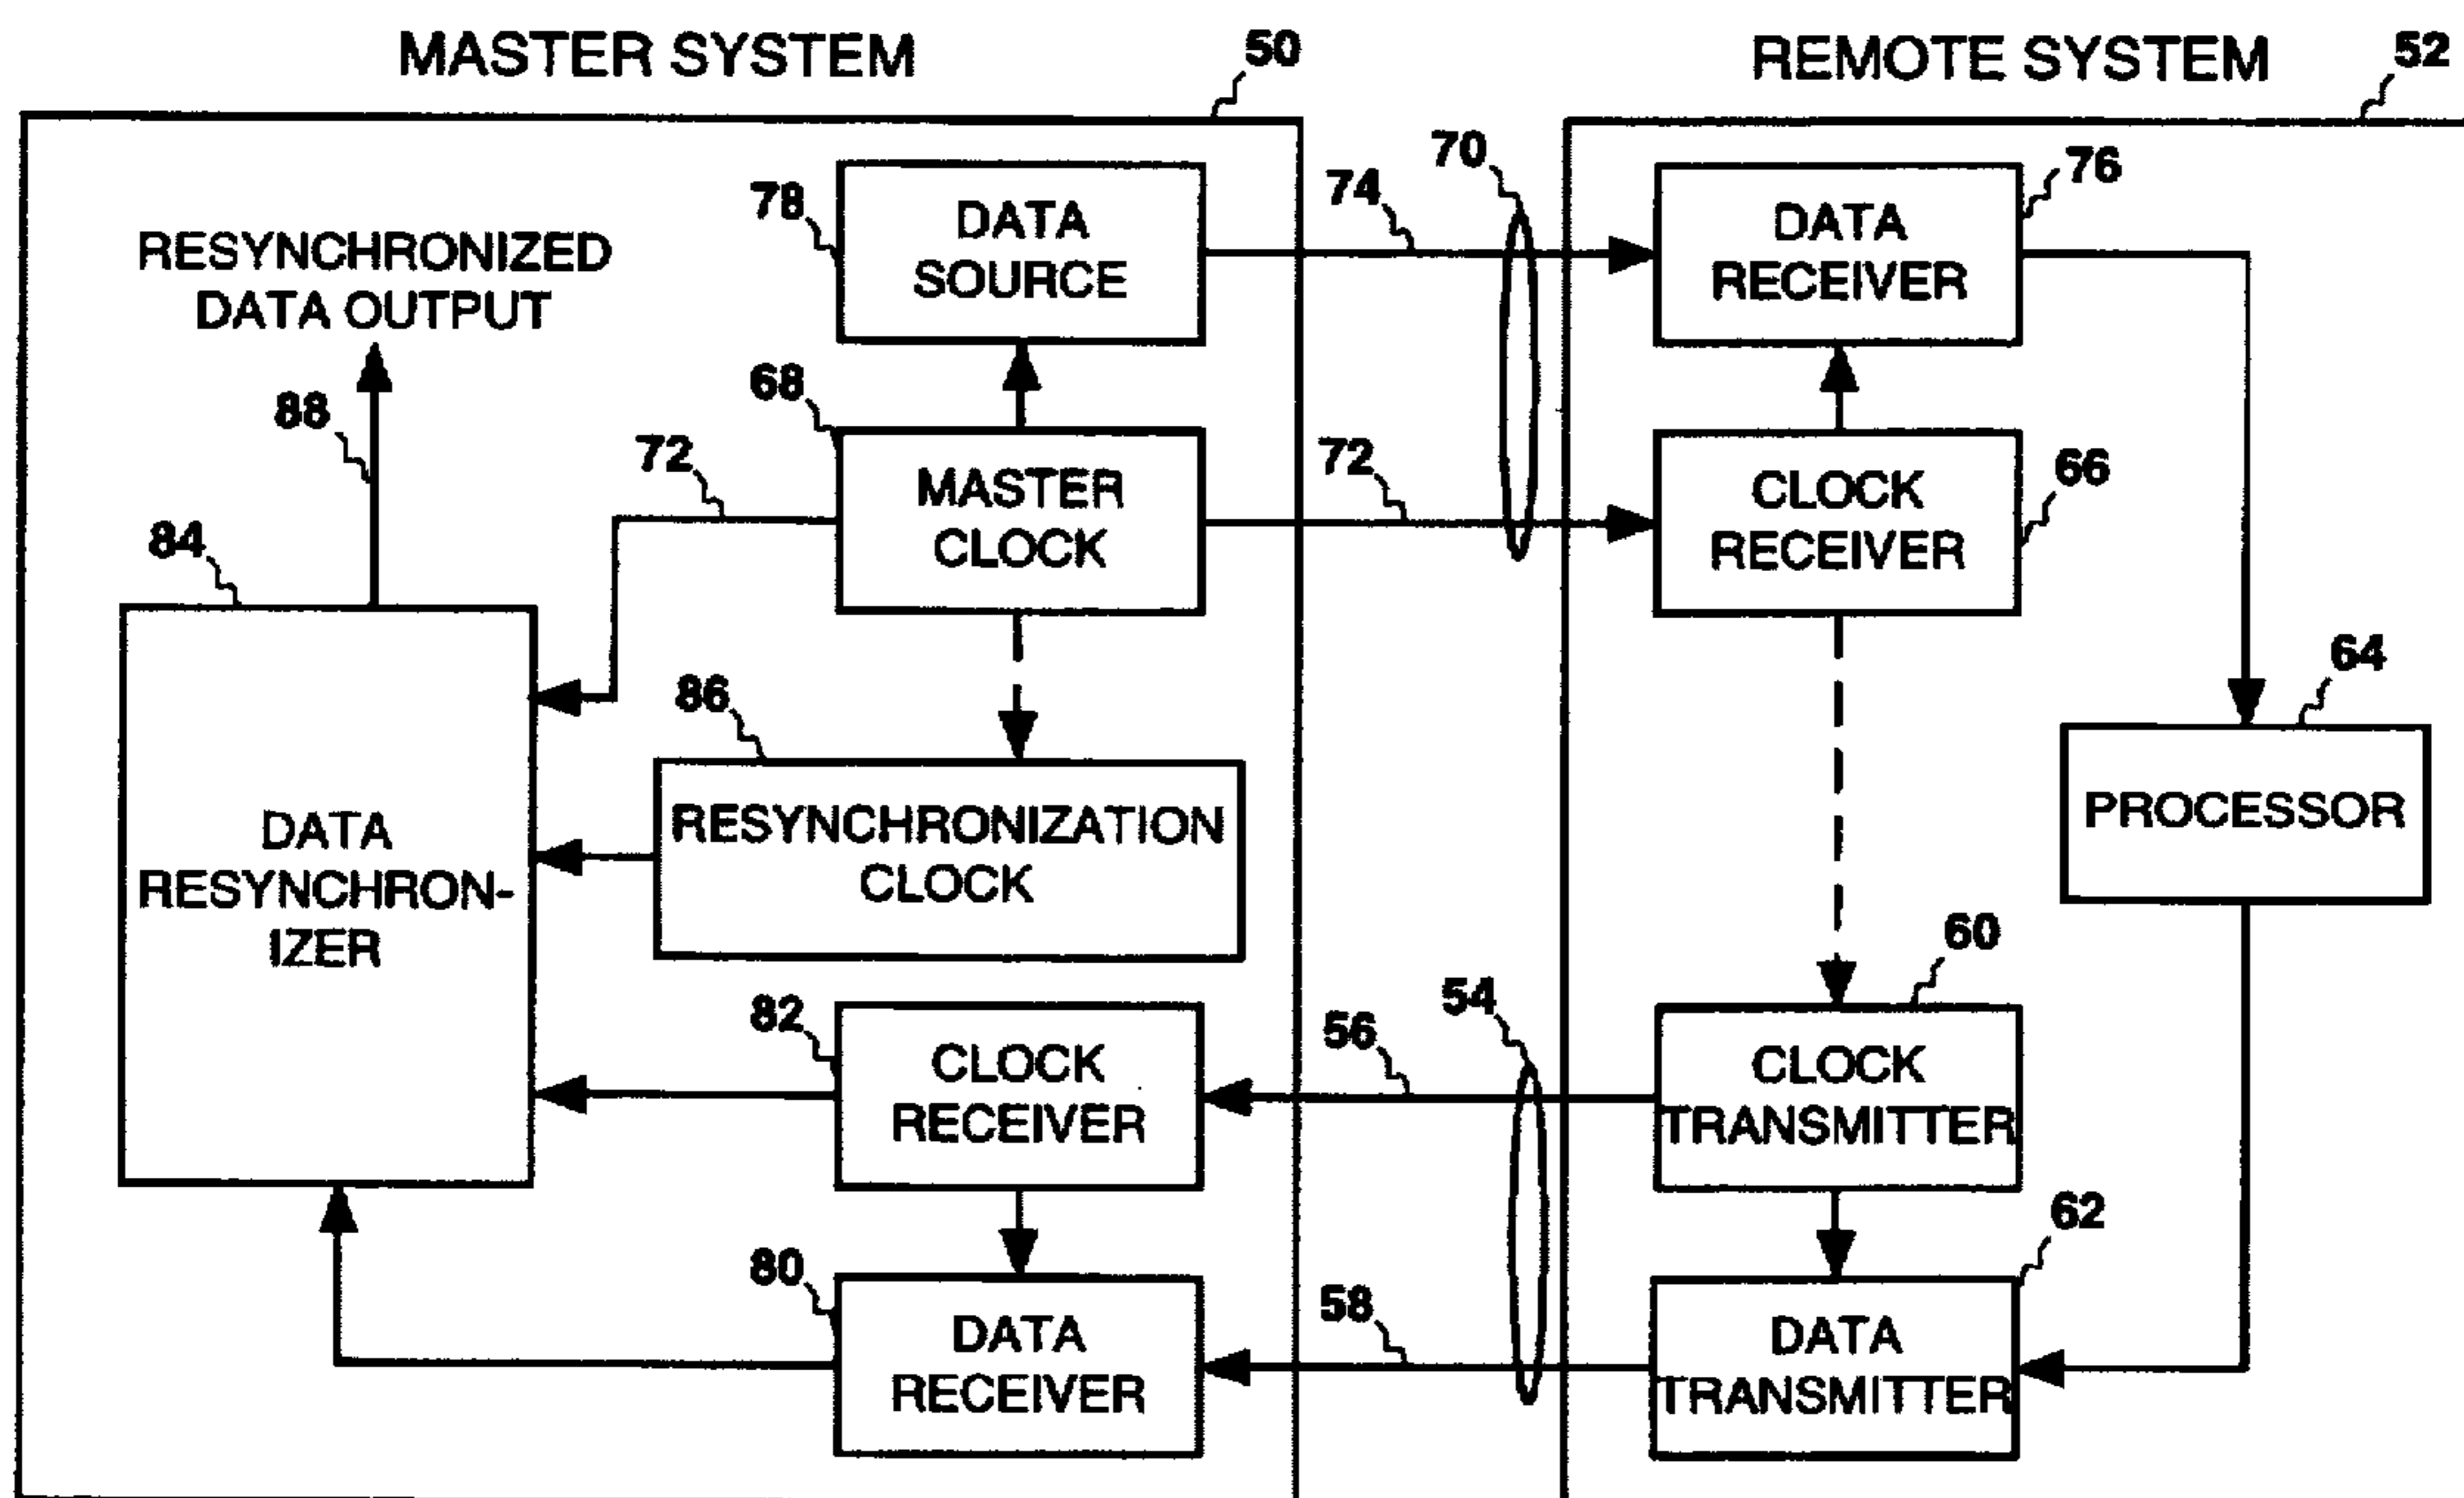 MASTER SYSTEM
50
REMOTE SYSTEM
52
70
74
76
78
DATA
SOURCE
DATA
RECEIVER
RESYNCHRONIZED
DATA OUTPUT
88
68
72
MASTER
CLOCK
72
CLOCK
RECEIVER
66
84
64
PROCESSOR
86
RESYNCHRONIZATION
CLOCK
DATA
RESYNCHRON-
IZER
60
54
56
82
CLOCK
RECEIVER
CLOCK
TRANSMITTER
62
80
58
DATA
RECEIVER
DATA
TRANSMITTER